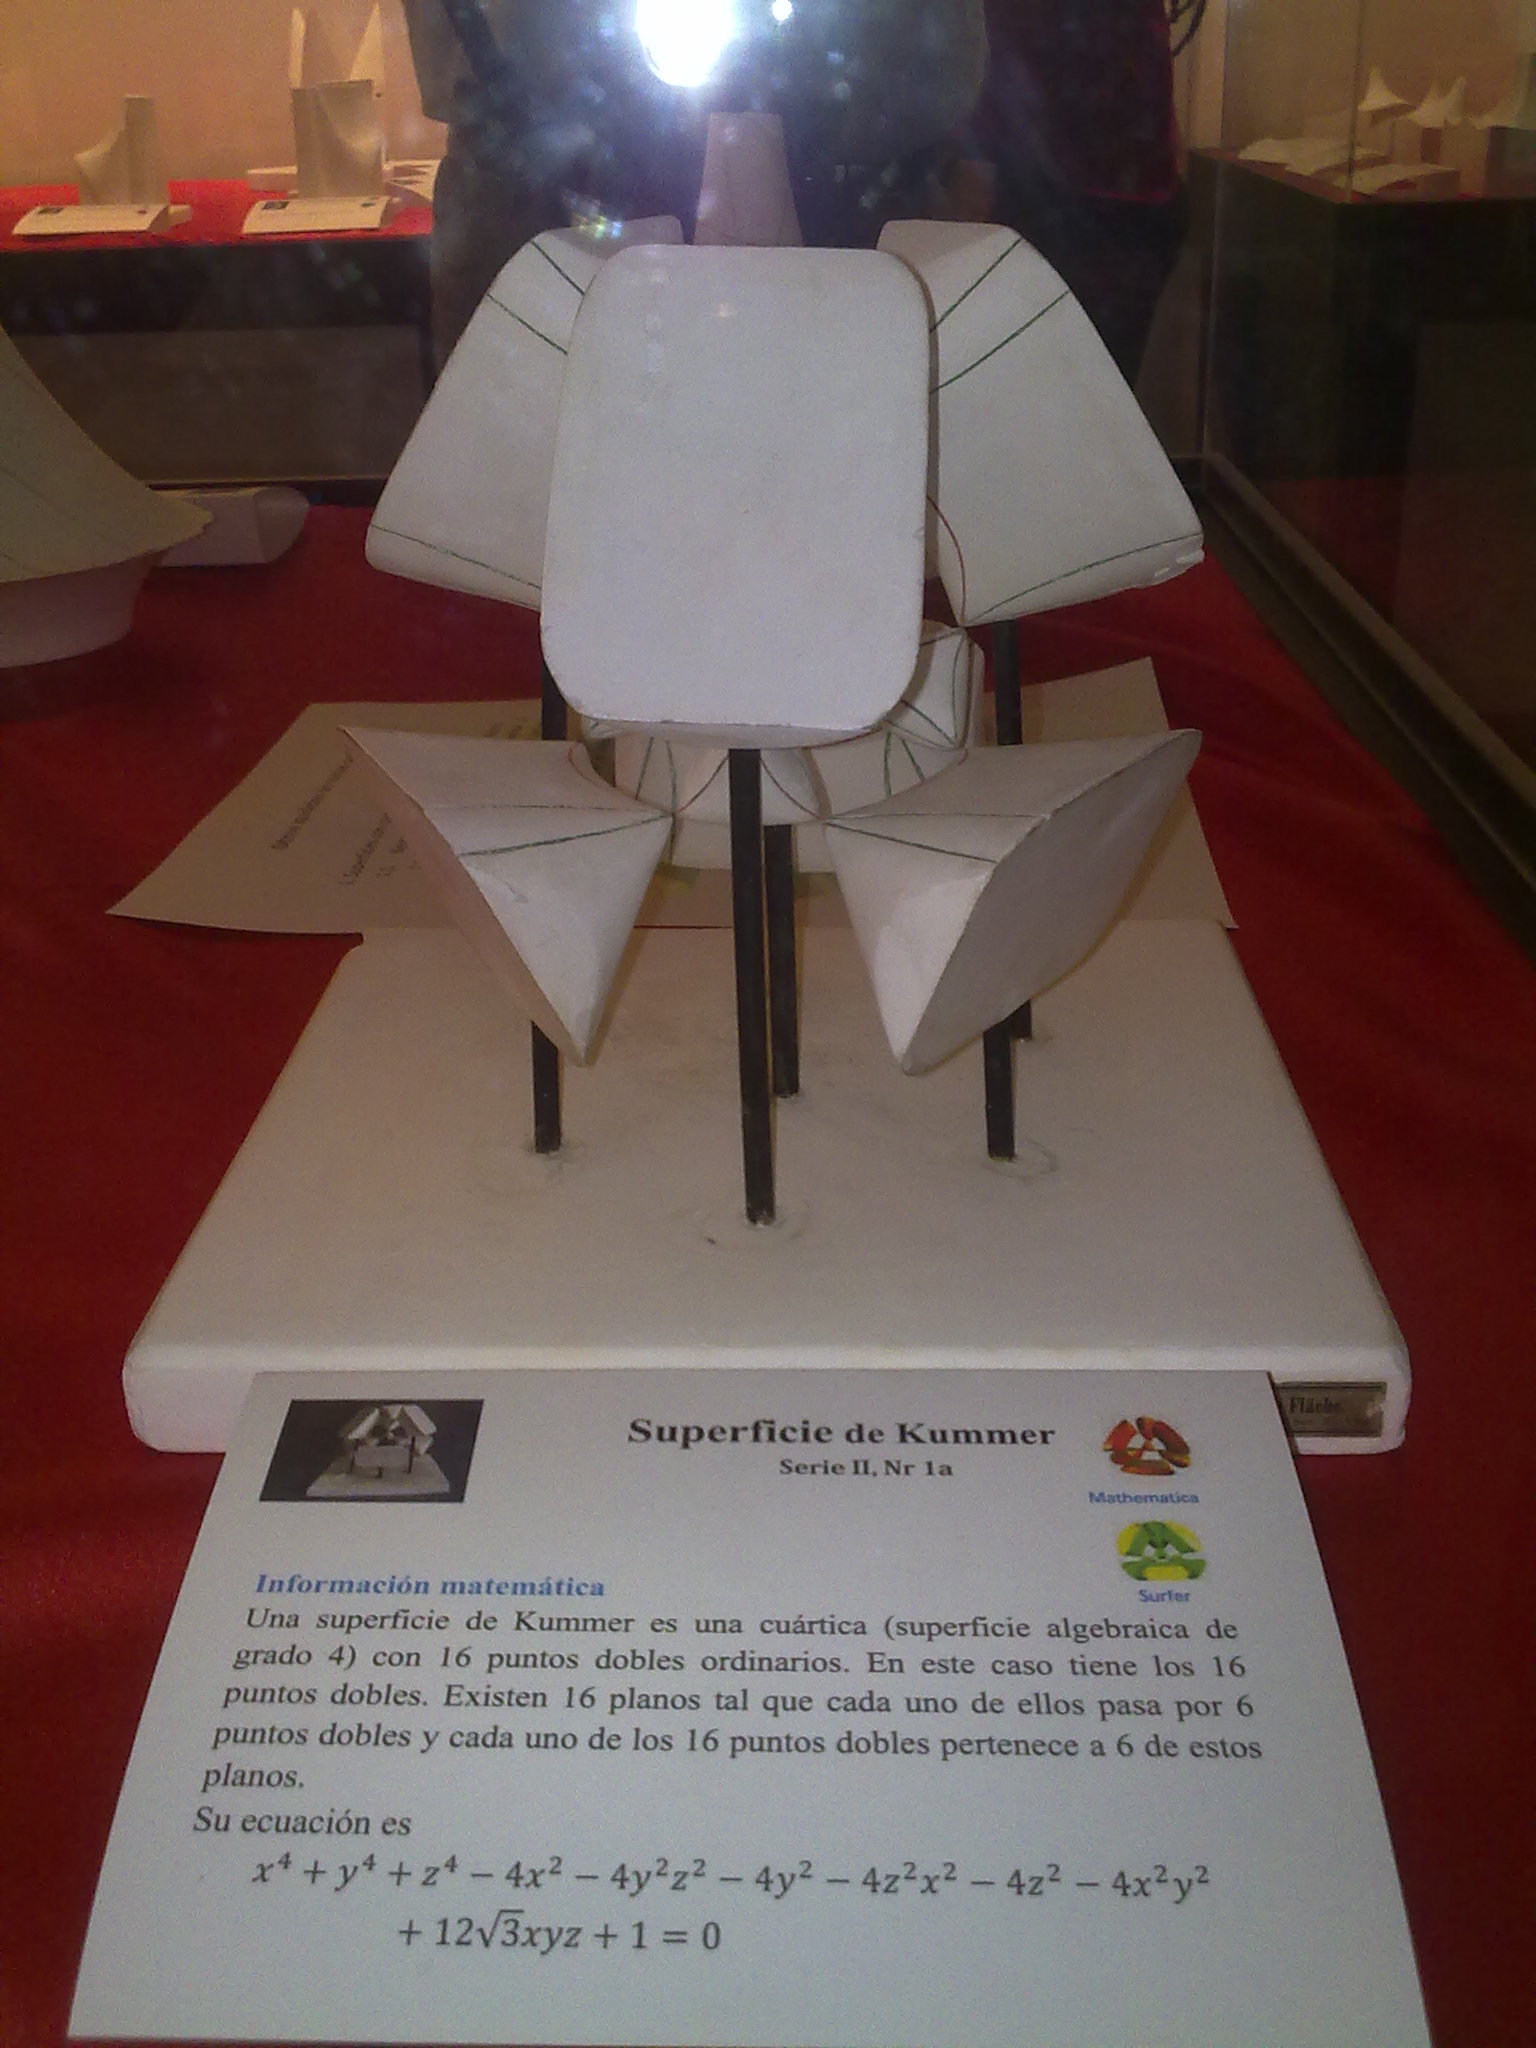 Fläche.
Superficie de Kummer
Serie II, Nr 1a
Mathematica
Surfer
Información matemática
Una superficie de Kummer es una cuártica (superficie algebraica de
grado 4) con 16 puntos dobles ordinarios. En este caso tiene los 16
puntos dobles. Existen 16 planos tal que cada uno de ellos pasa por 6
puntos dobles y cada uno de los 16 puntos dobles pertenece a 6 de estos
planos.
Su ecuación es
x⁴ + y⁴ + z⁴ − 4x² − 4y²z² − 4y² − 4z²x² − 4z² − 4x²y²
+ 12√3xyz + 1 = 0